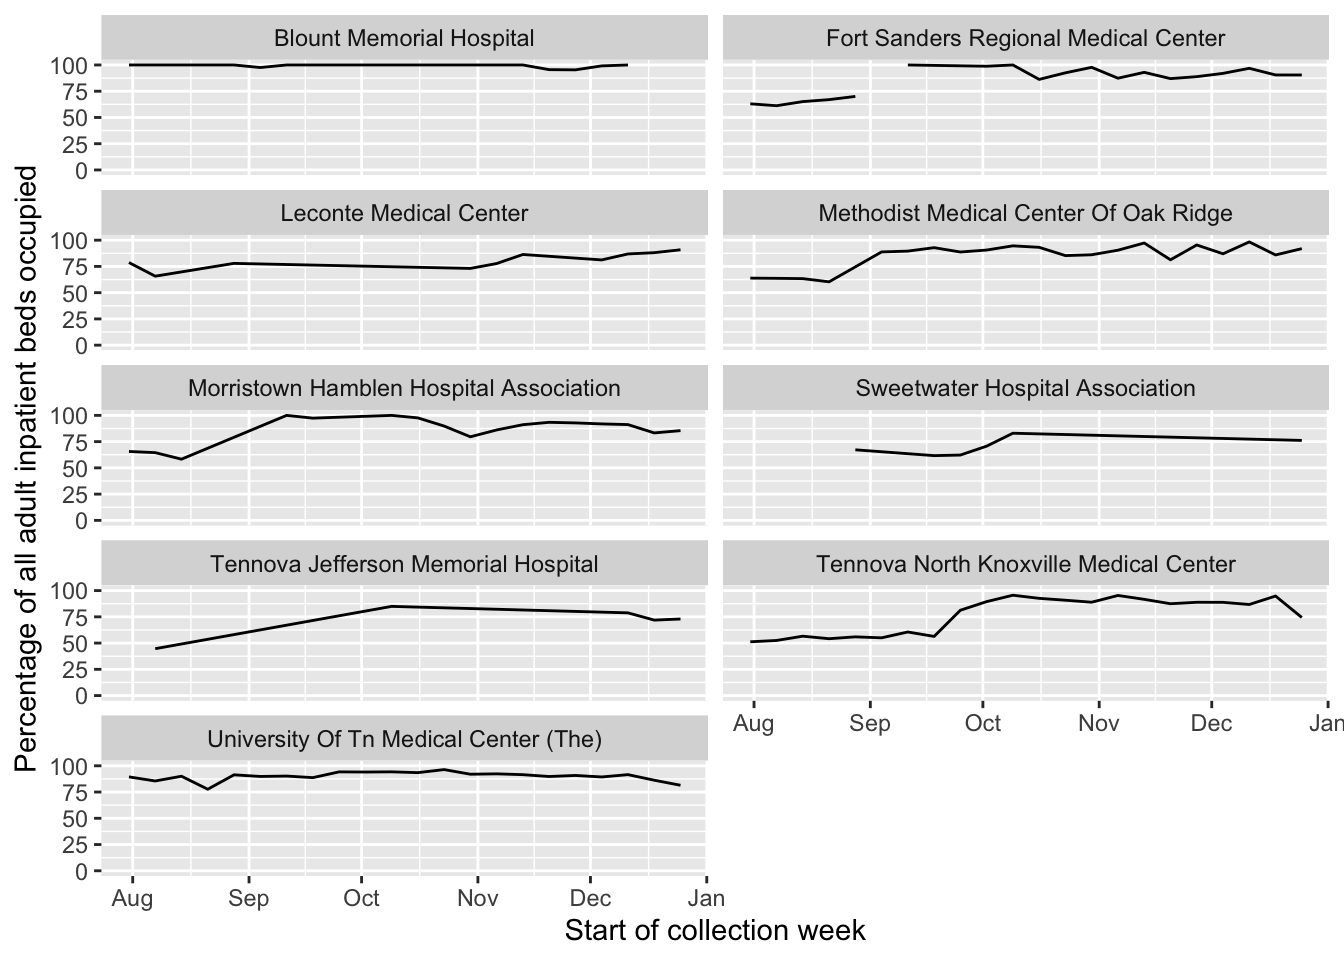 Percentage of all adult inpatient beds occupied
Blount Memorial Hospital
100
75
50
25
0
Fort Sanders Regional Medical Center
Leconte Medical Center
100
75
50
25
0
Methodist Medical Center Of Oak Ridge
Morristown Hamblen Hospital Association
100
75
50
25
0
Sweetwater Hospital Association
Tennova Jefferson Memorial Hospital
100
75
50
25
0
Tennova North Knoxville Medical Center
Aug Sep Oct Nov Dec Jan
University Of Tn Medical Center (The)
100
75
50
25
0
Aug Sep Oct Nov Dec Jan
Start of collection week